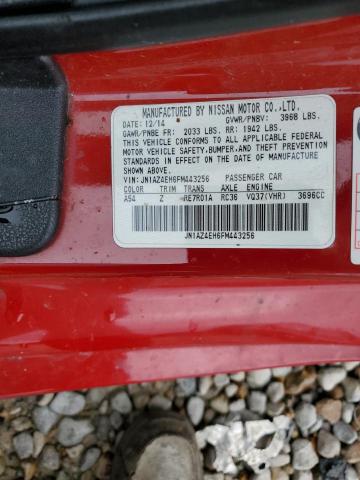 MANUFACTURED BY NISSAN MOTOR CO.,LTD.
DATE: 12/14 GVWR/PNBV: 3968 LBS.
GAWR/PNBE FR: 2033 LBS. RR: 1942 LBS.
THIS VEHICLE CONFORMS TO ALL APPLICABLE FEDERAL
MOTOR VEHICLE SAFETY,BUMPER,AND THEFT PREVENTION
STANDARDS IN EFFECT ON THE DATE OF MANUFACTURE
SHOWN ABOVE.
VIN: JN1AZ4EH6FM443256 PASSENGER CAR
COLOR TRIM TRANS AXLE ENGINE
A54 Z RE7R01A RC36 VQ37(VHR) 3696CC
JN1AZ4EH6FM443256